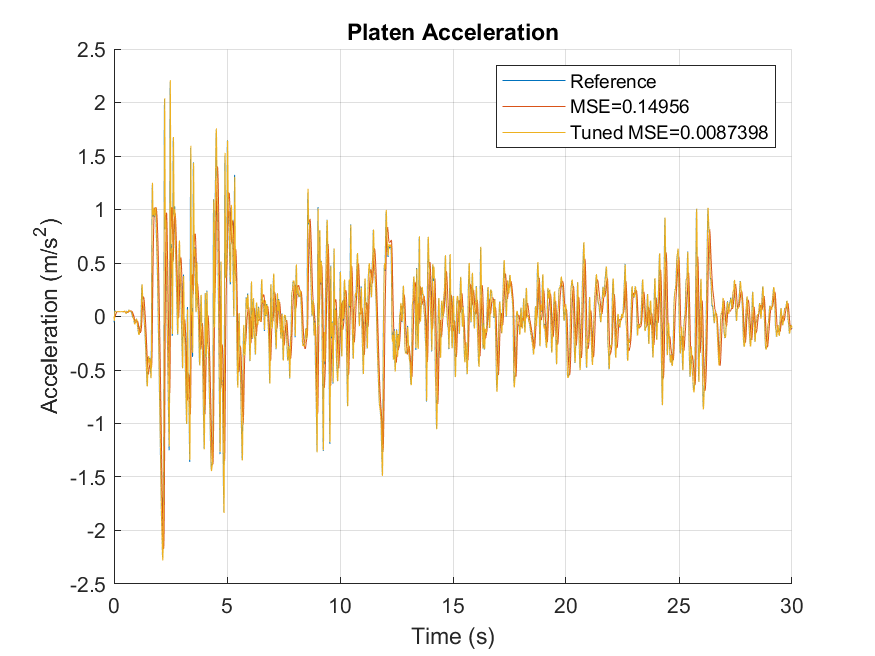 Platen Acceleration
Reference
MSE=0.14956
Tuned MSE=0.0087398
2.5
2
1.5
1
0.5
0
-0.5
-1
-1.5
-2
-2.5
Acceleration (m/s²)
0 5 10 15 20 25 30
Time (s)